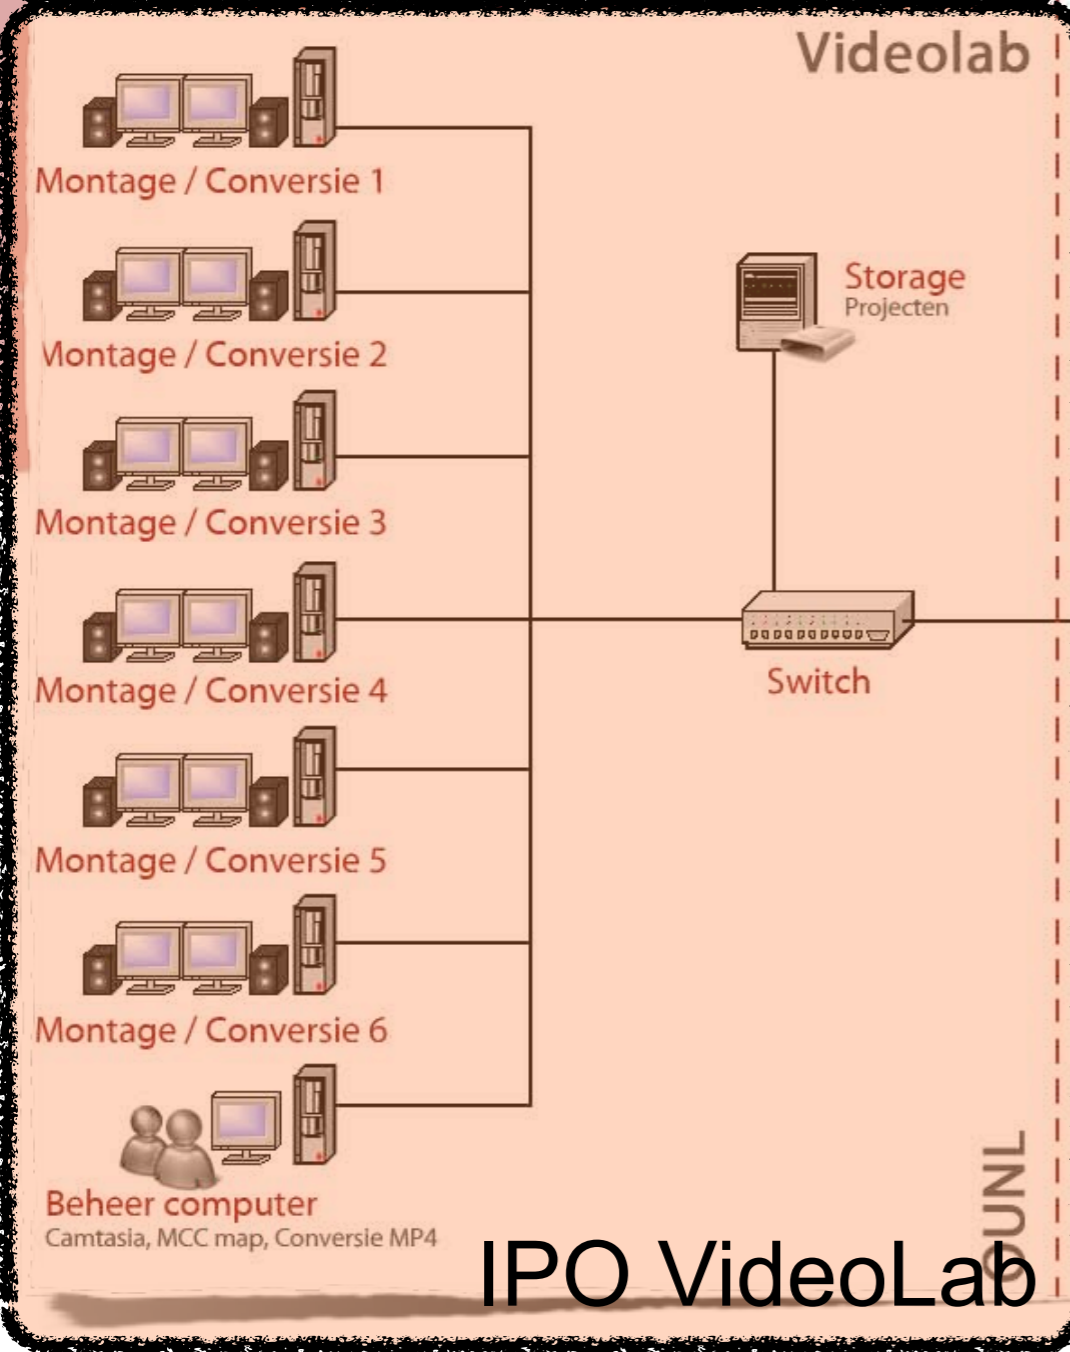 Videolab
Montage / Conversie 1
Montage / Conversie 2
Storage
Projecten
Montage / Conversie 3
Montage / Conversie 4
Switch
Montage / Conversie 5
Montage / Conversie 6
Beheer computer
Camtasia, MCC map, Conversie MP4
OUNL
IPO VideoLab